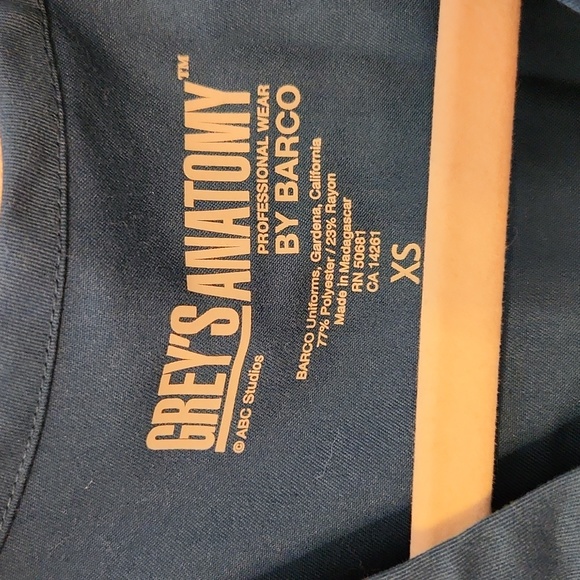 GREY'S ANATOMY™
© ABC Studios
PROFESSIONAL WEAR
BY BARCO
BARCO Uniforms, Gardena, California
77% Polyester / 23% Rayon
Made in Madagascar
RN 50681
CA 14261
XS